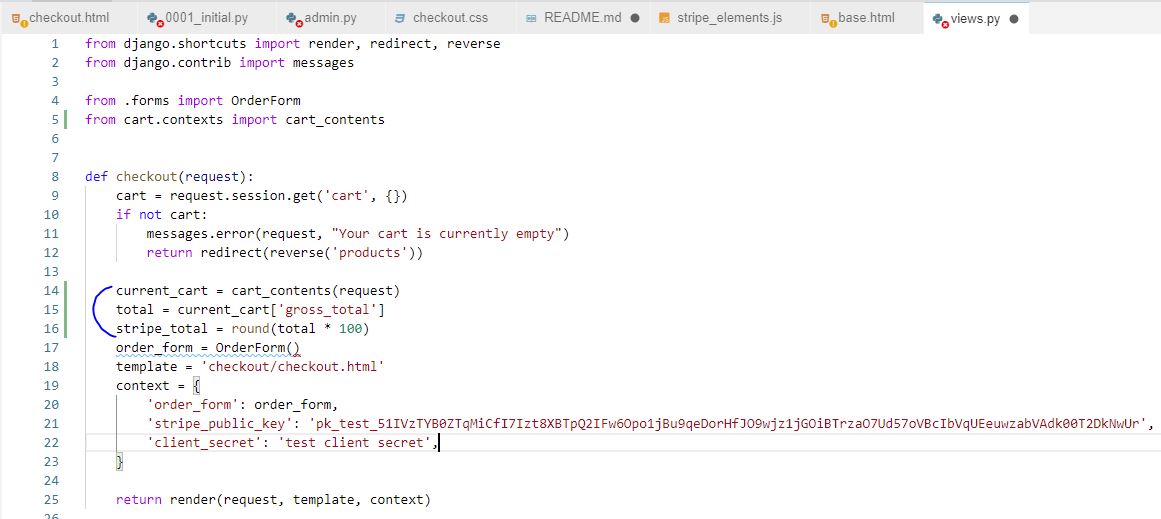 checkout.html 0001_initial.py admin.py checkout.css README.md stripe_elements.js base.html views.py
1 from django.shortcuts import render, redirect, reverse
2 from django.contrib import messages
3
4 from .forms import OrderForm
5 from cart.contexts import cart_contents
6
7
8 def checkout(request):
9 cart = request.session.get('cart', {})
10 if not cart:
11 messages.error(request, "Your cart is currently empty")
12 return redirect(reverse('products'))
13
14 current_cart = cart_contents(request)
15 total = current_cart['gross_total']
16 stripe_total = round(total * 100)
17 order_form = OrderForm()
18 template = 'checkout/checkout.html'
19 context = {
20 'order_form': order_form,
21 'stripe_public_key': 'pk_test_51IVzTYB0ZTqMiCfI7Izt8XBTpQ2IFw6Opo1jBu9qeDorHfJO9wjz1jGOiBTrzaO7Ud57oVBcIbVqUEeuwzabVAdk00T2DkNwUr',
22 'client_secret': 'test client secret',
23 }
24
25 return render(request, template, context)
26